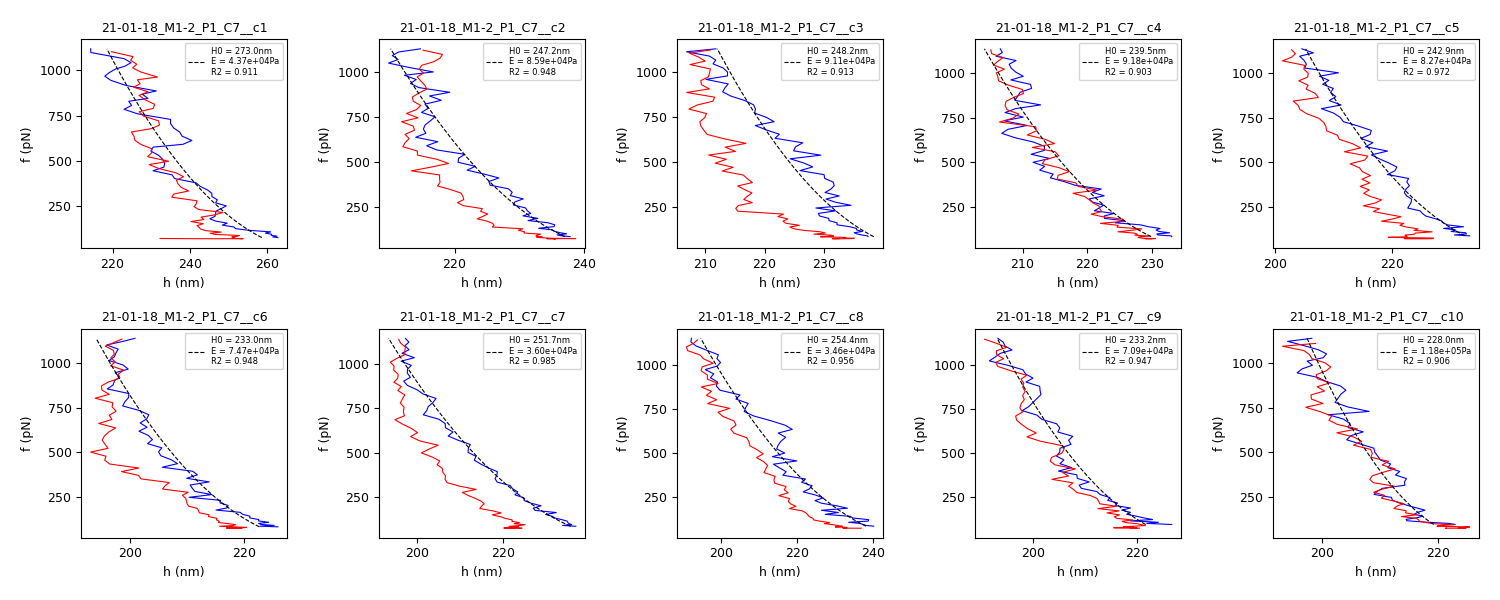 21-01-18_M1-2_P1_C7__c1
H0 = 273.0nm
E = 4.37e+04Pa
R2 = 0.911
f (pN)
1000
750
500
250
220
240
260
h (nm)
21-01-18_M1-2_P1_C7__c2
H0 = 247.2nm
E = 8.59e+04Pa
R2 = 0.948
f (pN)
1000
750
500
250
220
240
h (nm)
21-01-18_M1-2_P1_C7__c3
H0 = 248.2nm
E = 9.11e+04Pa
R2 = 0.913
f (pN)
1000
750
500
250
210
220
230
h (nm)
21-01-18_M1-2_P1_C7__c4
H0 = 239.5nm
E = 9.18e+04Pa
R2 = 0.903
f (pN)
1000
750
500
250
210
220
230
h (nm)
21-01-18_M1-2_P1_C7__c5
H0 = 242.9nm
E = 8.27e+04Pa
R2 = 0.972
f (pN)
1000
750
500
250
200
220
h (nm)
21-01-18_M1-2_P1_C7__c6
H0 = 233.0nm
E = 7.47e+04Pa
R2 = 0.948
f (pN)
1000
750
500
250
200
220
h (nm)
21-01-18_M1-2_P1_C7__c7
H0 = 251.7nm
E = 3.60e+04Pa
R2 = 0.985
f (pN)
1000
750
500
250
200
220
h (nm)
21-01-18_M1-2_P1_C7__c8
H0 = 254.4nm
E = 3.46e+04Pa
R2 = 0.956
f (pN)
1000
750
500
250
200
220
240
h (nm)
21-01-18_M1-2_P1_C7__c9
H0 = 233.2nm
E = 7.09e+04Pa
R2 = 0.947
f (pN)
1000
750
500
250
200
220
h (nm)
21-01-18_M1-2_P1_C7__c10
H0 = 228.0nm
E = 1.18e+05Pa
R2 = 0.906
f (pN)
1000
750
500
250
200
220
h (nm)